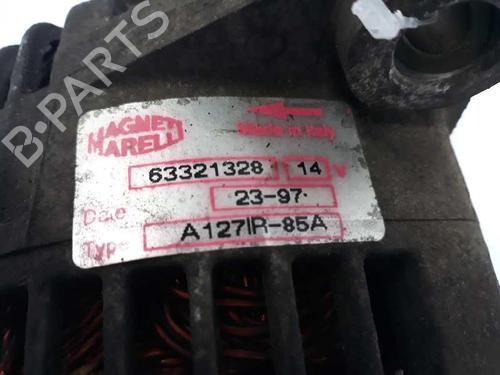 MAGNETI
MARELLI
Made in Italy
63321328 14 V
Date 23-97
Typ A127IR-85A
B-PARTS